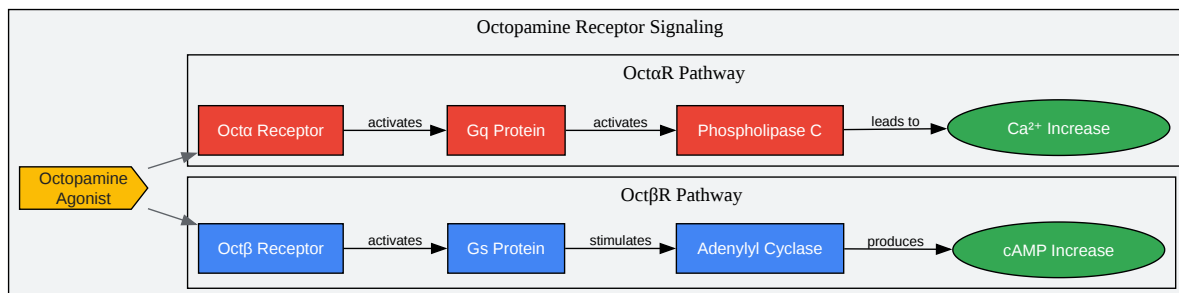 Octopamine Receptor Signaling
OctαR Pathway
Octα Receptor
activates
Gq Protein
activates
Phospholipase C
leads to
Ca²⁺ Increase
Octopamine
Agonist
OctβR Pathway
Octβ Receptor
activates
Gs Protein
stimulates
Adenylyl Cyclase
produces
cAMP Increase